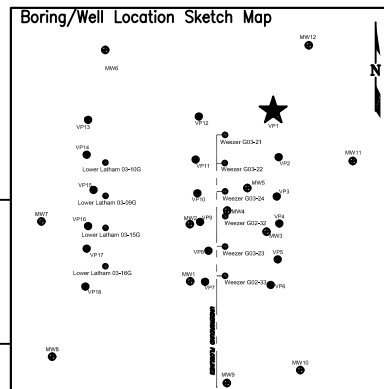 Boring/Well Location Sketch Map
MW12
MW6
N
VP1
VP12
VP13
Weezer G03-21
VP14
VP11
VP2
MW11
Lower Latham 03-10G
Weezer G03-22
VP15
MW5
VP10
Weezer G03-24
VP3
Lower Latham 03-09G
MW4
MW7
VP16
MW2
VP9
Weezer G02-32
VP4
Lower Latham 03-15G
MW3
VP17
VP8
Weezer G03-23
VP5
Lower Latham 03-16G
MW1
VP7
Weezer G02-33
VP6
VP18
MW8
MW10
MW9